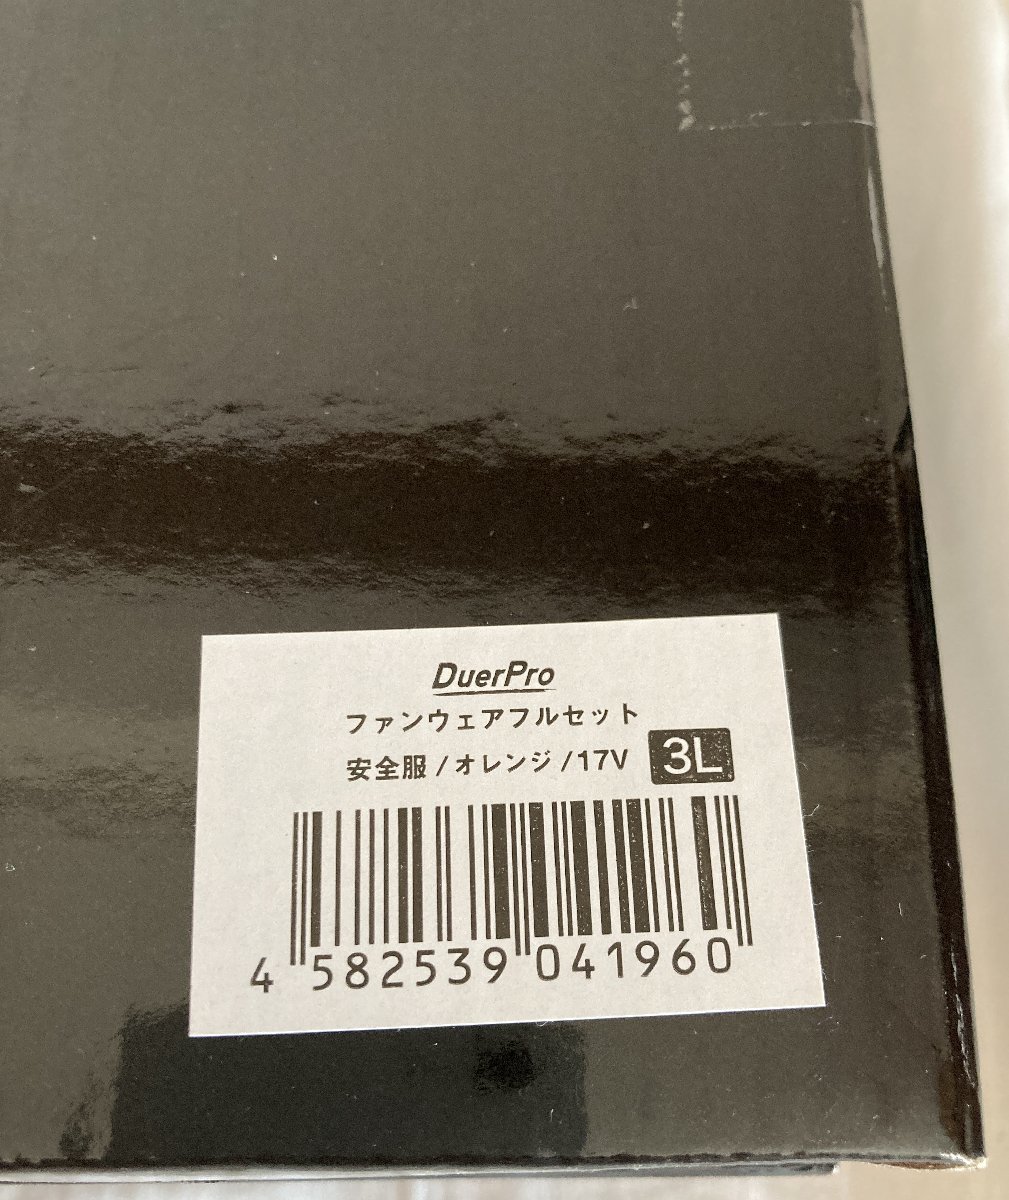 DuerPro
ファンウェアフルセット
安全服/オレンジ/17V 3L
4 582539 041960